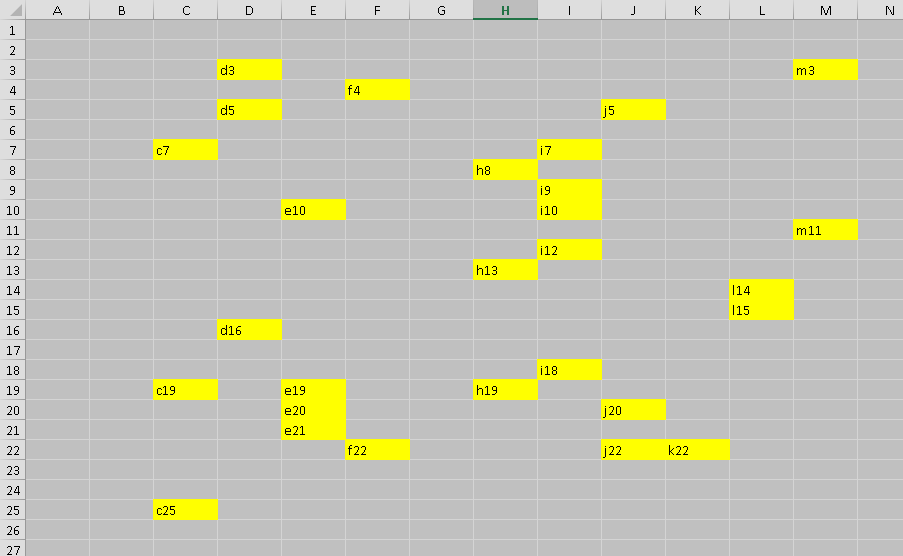 A B C D E F G H I J K L M N
1
2
3 d3 m3
4 f4
5 d5 j5
6
7 c7 i7
8 h8
9 i9
10 e10 i10
11 m11
12 i12
13 h13
14 l14
15 l15
16 d16
17
18 i18
19 c19 e19 h19
20 e20 j20
21 e21
22 f22 j22 k22
23
24
25 c25
26
27